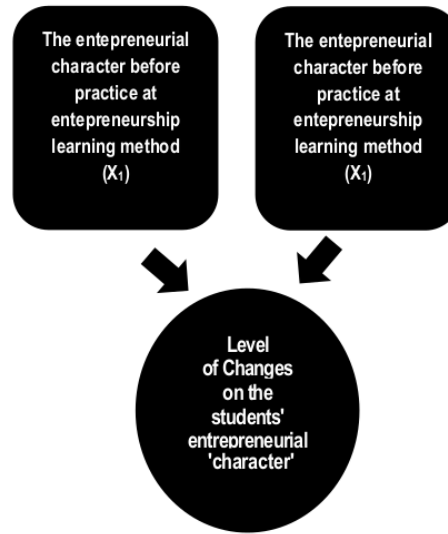 The entepreneurial
character before
practice at
entepreneurship
learning method
(X₁)
The entepreneurial
character before
practice at
entepreneurship
learning method
(X₁)
Level
of Changes
on the
students'
entrepreneurial
'character'